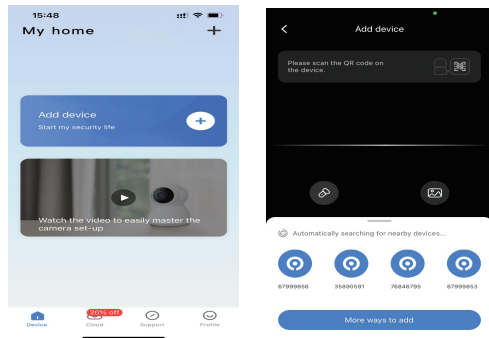 15:48
My home
Add device
Start my security life
Watch the video to easily master the
camera set-up
20% off
Device
Cloud
Support
Profile
Add device
Please scan the QR code on
the device.
Automatically searching for nearby devices...
67999856
35890591
76846795
67999853
More ways to add